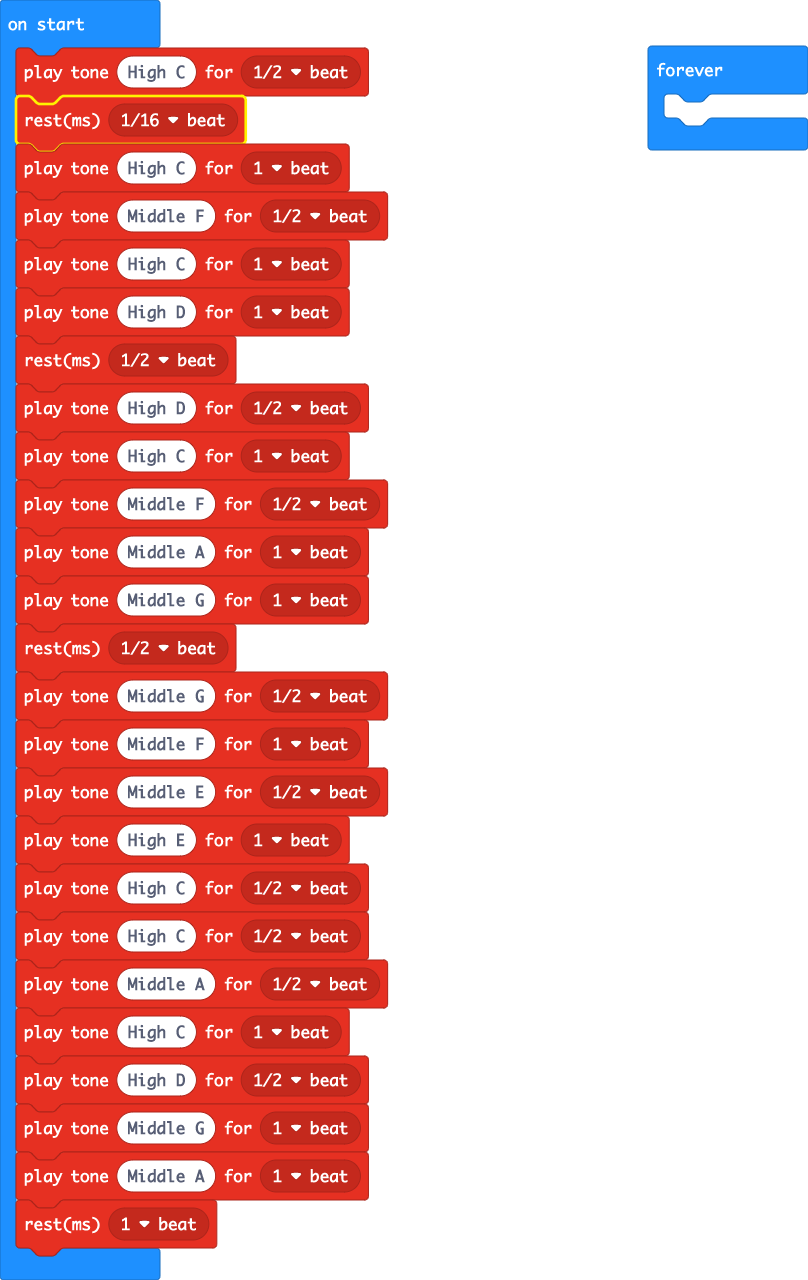 on start
forever
play tone High C for 1/2 beat
rest(ms) 1/16 beat
play tone High C for 1 beat
play tone Middle F for 1/2 beat
play tone High C for 1 beat
play tone High D for 1 beat
rest(ms) 1/2 beat
play tone High D for 1/2 beat
play tone High C for 1 beat
play tone Middle F for 1/2 beat
play tone Middle A for 1 beat
play tone Middle G for 1 beat
rest(ms) 1/2 beat
play tone Middle G for 1/2 beat
play tone Middle F for 1 beat
play tone Middle E for 1/2 beat
play tone High E for 1 beat
play tone High C for 1/2 beat
play tone High C for 1/2 beat
play tone Middle A for 1/2 beat
play tone High C for 1 beat
play tone High D for 1/2 beat
play tone Middle G for 1 beat
play tone Middle A for 1 beat
rest(ms) 1 beat